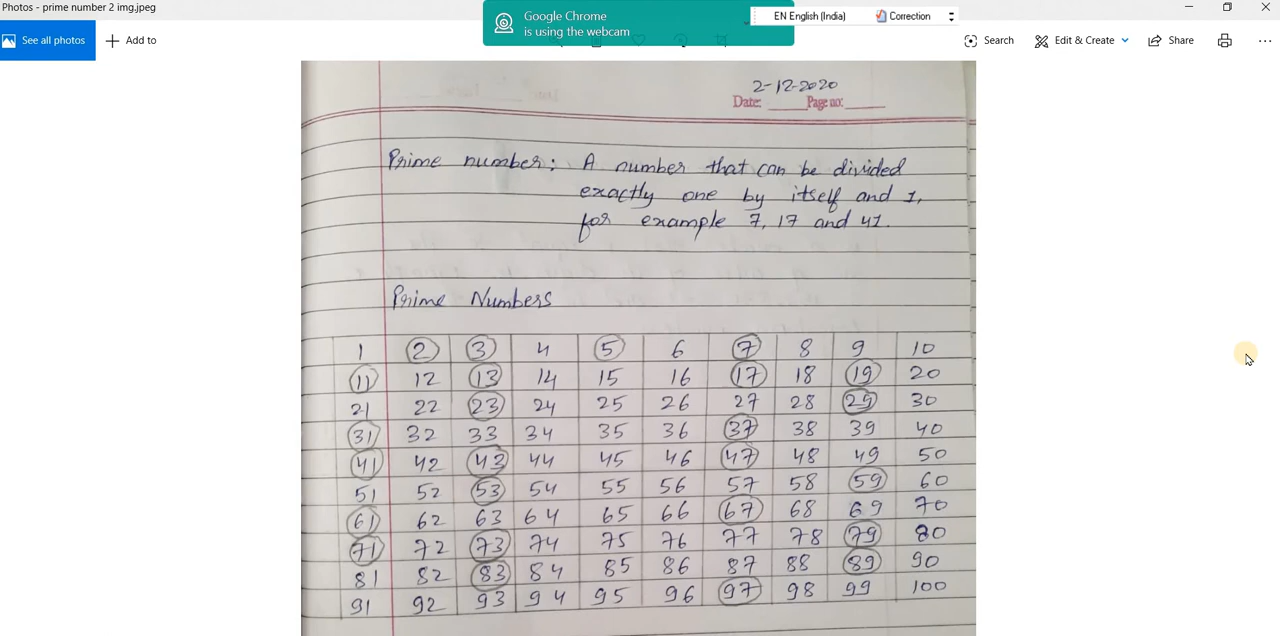 Photos - prime number 2 img.jpeg
Google Chrome
is using the webcam
EN English (India) Correction
See all photos Add to Search Edit & Create Share
2-12-2020
Date: ______ Page no: ______
Prime number: A number that can be divided
exactly one by itself and 1,
for example 7, 17 and 41.
Prime Numbers
1 2 3 4 5 6 7 8 9 10
11 12 13 14 15 16 17 18 19 20
21 22 23 24 25 26 27 28 29 30
31 32 33 34 35 36 37 38 39 40
41 42 43 44 45 46 47 48 49 50
51 52 53 54 55 56 57 58 59 60
61 62 63 64 65 66 67 68 69 70
71 72 73 74 75 76 77 78 79 80
81 82 83 84 85 86 87 88 89 90
91 92 93 94 95 96 97 98 99 100